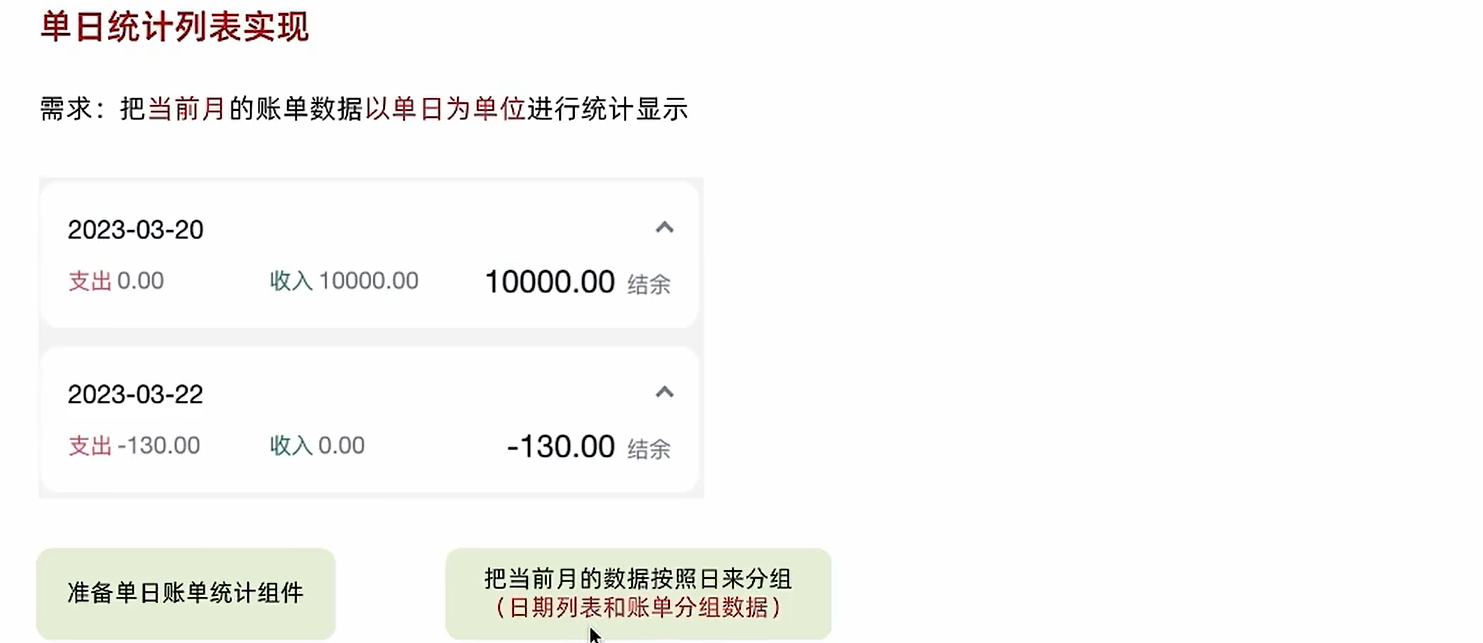 单日统计列表实现
需求：把当前月的账单数据以单日为单位进行统计显示
2023-03-20
支出 0.00 收入 10000.00 10000.00 结余
2023-03-22
支出 -130.00 收入 0.00 -130.00 结余
准备单日账单统计组件
把当前月的数据按照日来分组
（日期列表和账单分组数据）